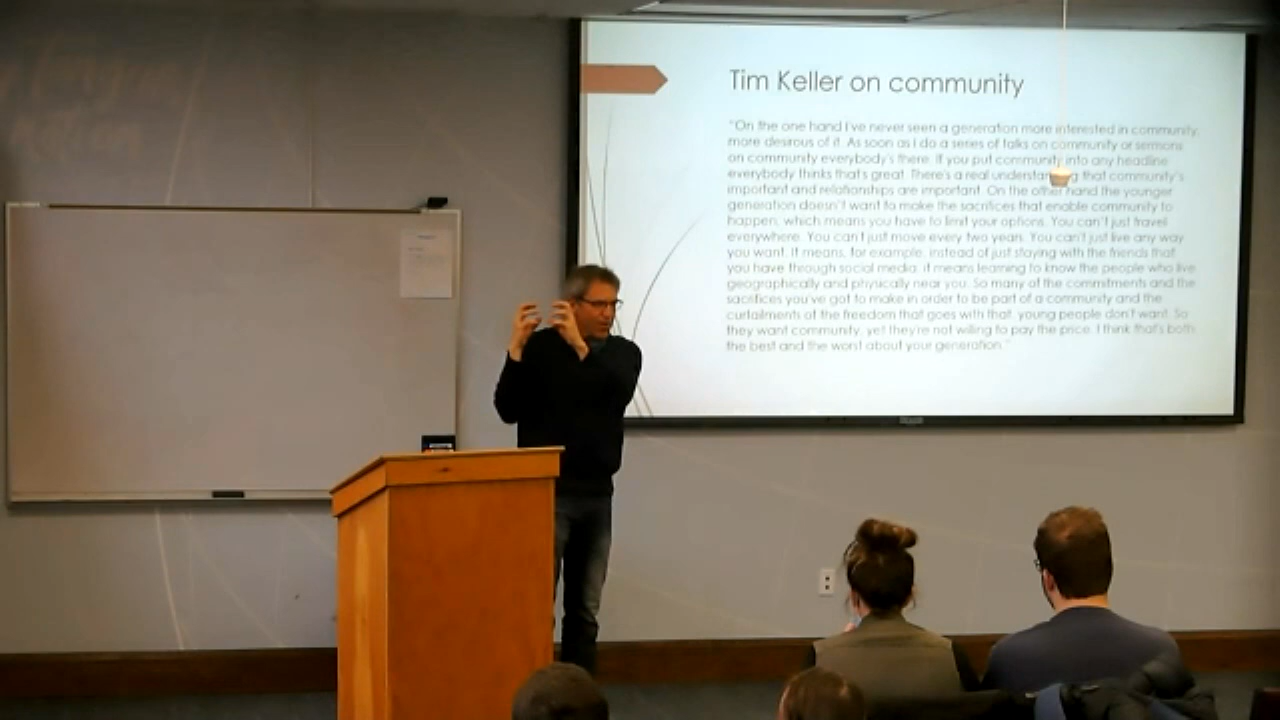 Tim Keller on community
"On the one hand I've never seen a generation more interested in community,
more desirous of it. As soon as I do a series of talks on community or sermons
on community everybody's there. If you put community into any headline
everybody thinks that's great. There's a real understanding that community's
important and relationships are important. On the other hand the younger
generation doesn't want to make the sacrifices that enable community to
happen, which means you have to limit your options. You can't just travel
everywhere. You can't just move every two years. You can't just live any way
you want. It means, for example, instead of just staying with the friends that
you have through social media, it means learning to know the people who live
geographically and physically near you. So many of the commitments and the
sacrifices you've got to make in order to be part of a community and the
curtailments of the freedom that goes with that, young people don't want. So
they want community, yet they're not willing to pay the price. I think that's both
the best and the worst about your generation."